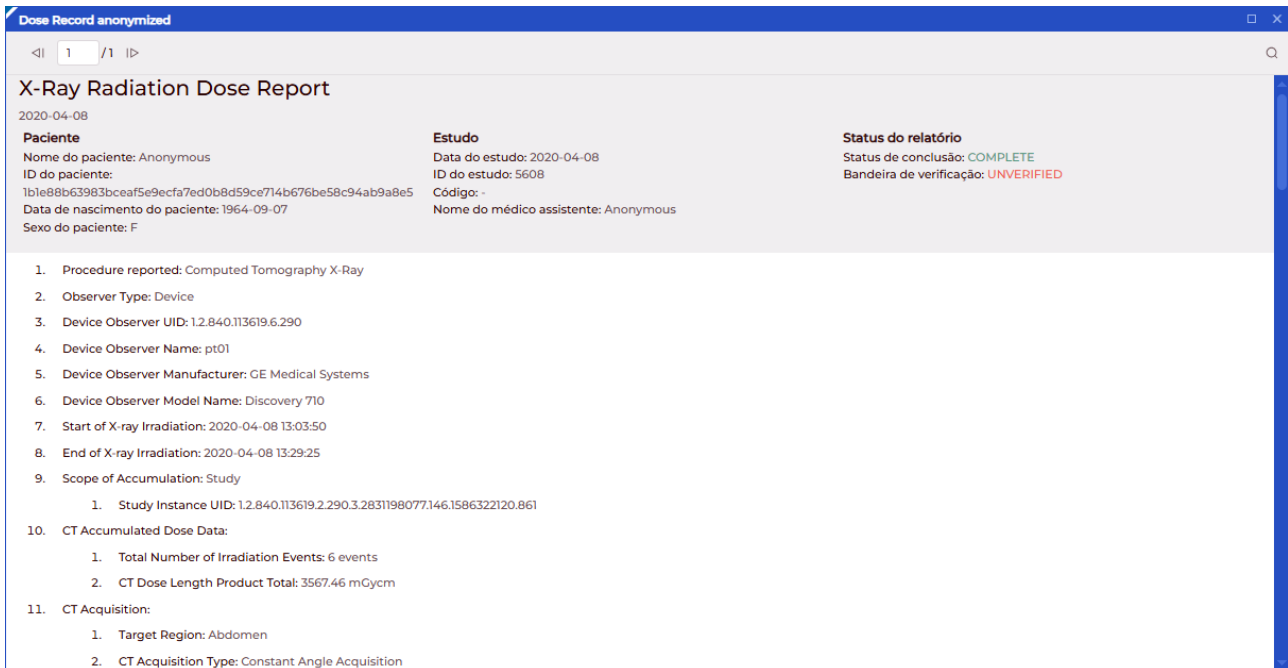 Dose Record anonymized
1 /1
X-Ray Radiation Dose Report
2020-04-08
Paciente
Nome do paciente: Anonymous
ID do paciente:
1b1e88b63983bceaf5e9ecfa7ed0b8d59ce714b676be58c94ab9a8e5
Data de nascimento do paciente: 1964-09-07
Sexo do paciente: F
Estudo
Data do estudo: 2020-04-08
ID do estudo: 5608
Código: -
Nome do médico assistente: Anonymous
Status do relatório
Status de conclusão: COMPLETE
Bandeira de verificação: UNVERIFIED
1. Procedure reported: Computed Tomography X-Ray
2. Observer Type: Device
3. Device Observer UID: 1.2.840.113619.6.290
4. Device Observer Name: pt01
5. Device Observer Manufacturer: GE Medical Systems
6. Device Observer Model Name: Discovery 710
7. Start of X-ray Irradiation: 2020-04-08 13:03:50
8. End of X-ray Irradiation: 2020-04-08 13:29:25
9. Scope of Accumulation: Study
1. Study Instance UID: 1.2.840.113619.2.290.3.2831198077.146.1586322120.861
10. CT Accumulated Dose Data:
1. Total Number of Irradiation Events: 6 events
2. CT Dose Length Product Total: 3567.46 mGycm
11. CT Acquisition:
1. Target Region: Abdomen
2. CT Acquisition Type: Constant Angle Acquisition